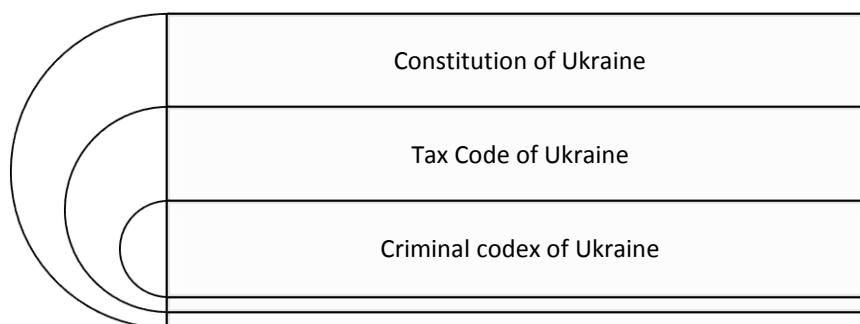 Constitution of Ukraine
Tax Code of Ukraine
Criminal codex of Ukraine